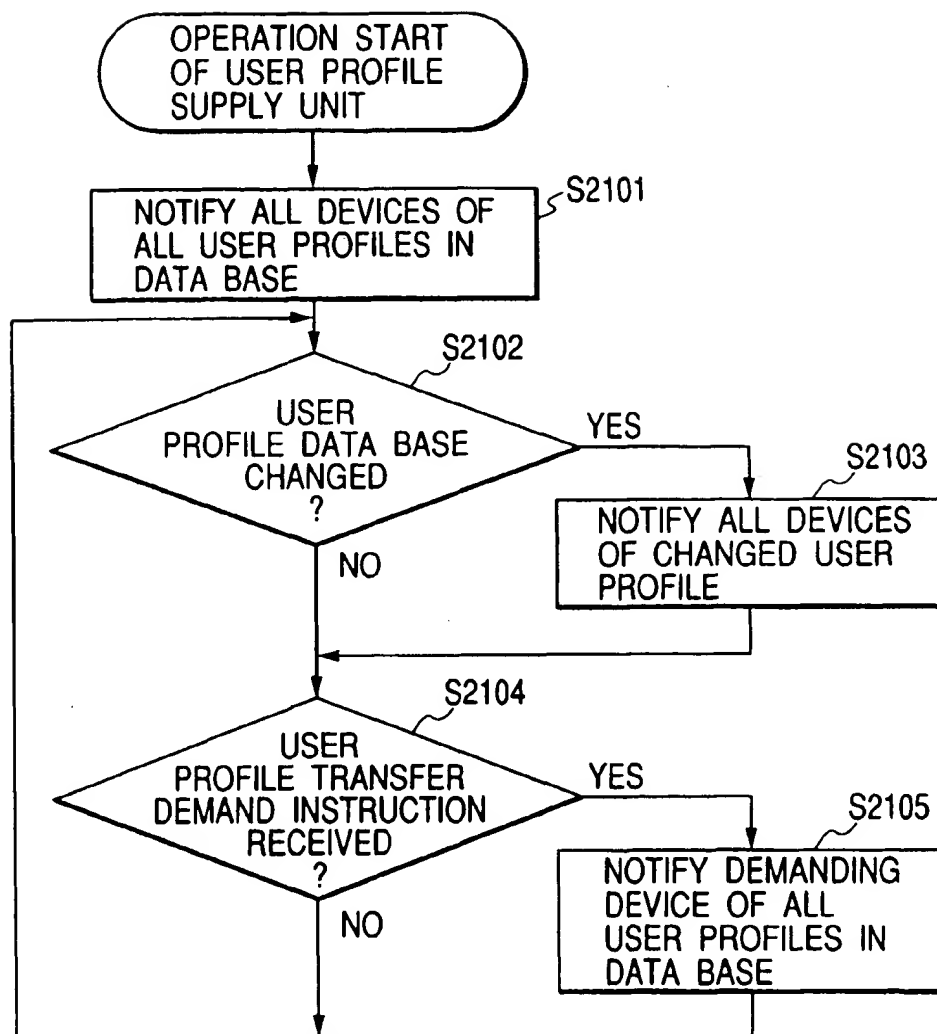 OPERATION START
OF USER PROFILE
SUPPLY UNIT
S2101
NOTIFY ALL DEVICES OF
ALL USER PROFILES IN
DATA BASE
S2102
USER
PROFILE DATA BASE
CHANGED
?
YES
NO
S2103
NOTIFY ALL DEVICES
OF CHANGED USER
PROFILE
S2104
USER
PROFILE TRANSFER
DEMAND INSTRUCTION
RECEIVED
?
YES
NO
S2105
NOTIFY DEMANDING
DEVICE OF ALL
USER PROFILES IN
DATA BASE